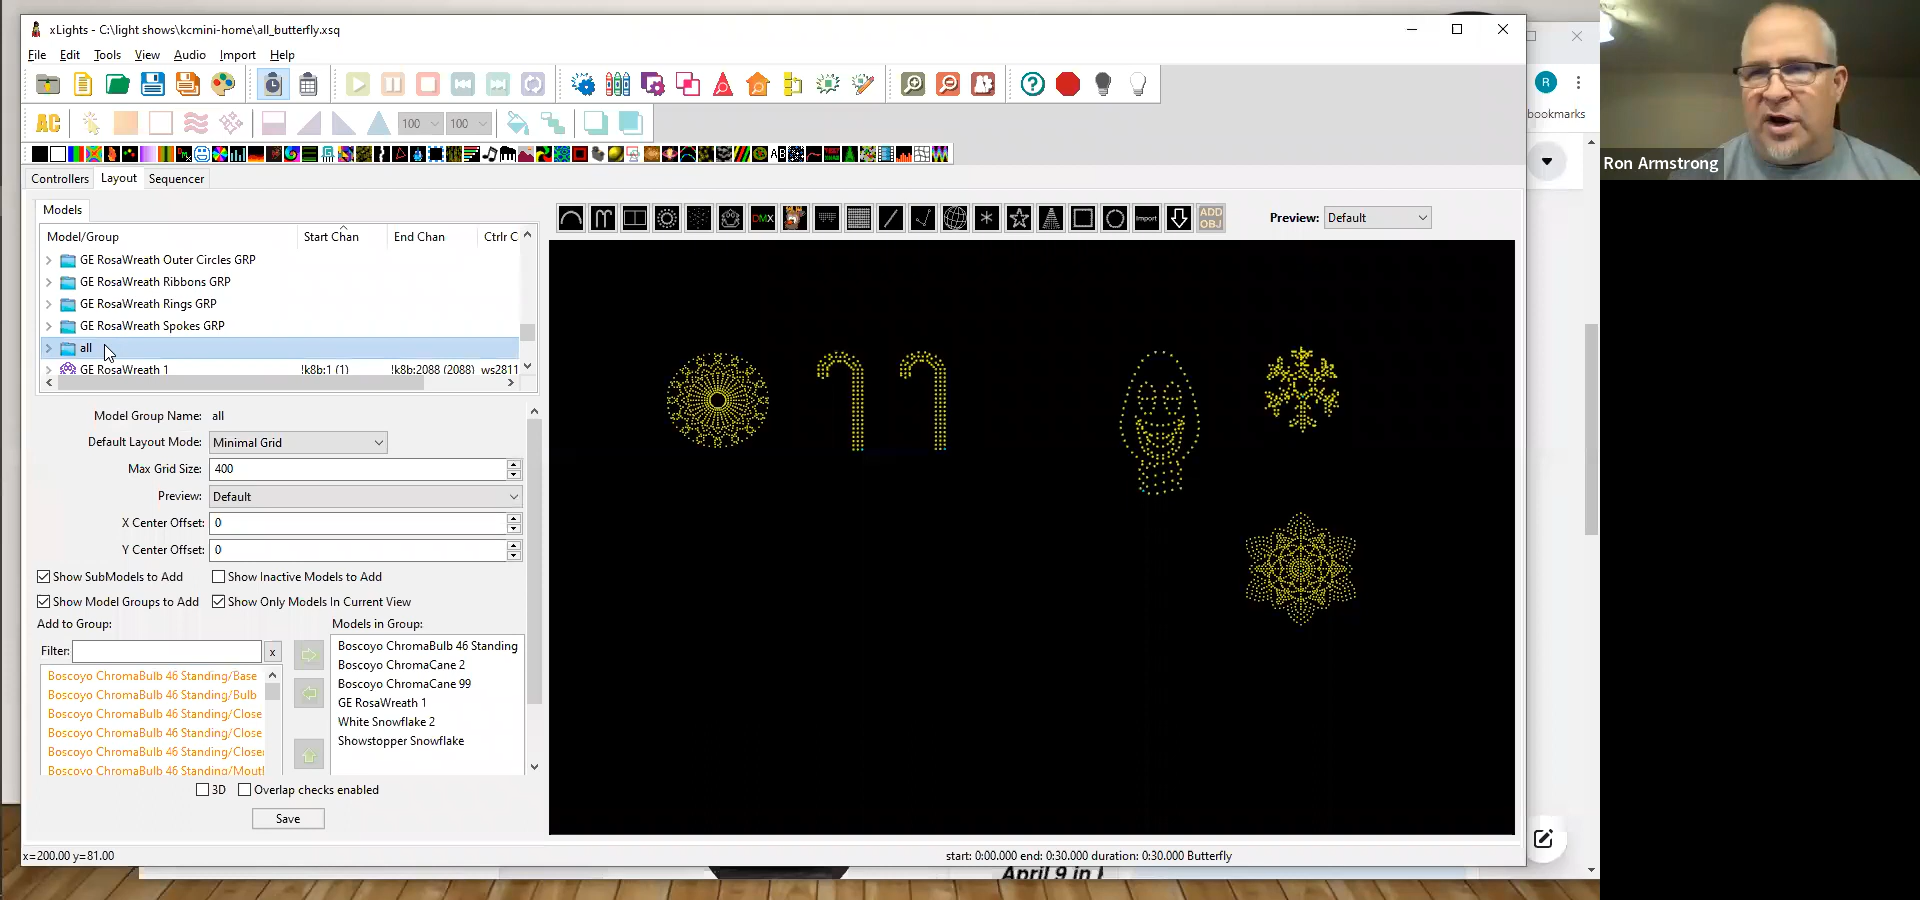 xLights - C:\light shows\kcmini-home\all_butterfly.xsq
File Edit Tools View Audio Import Help
R
bookmarks
AC 100 100
Ron Armstrong
Controllers Layout Sequencer
Models
DMX Import ADD OBJ Preview: Default
Model/Group Start Chan End Chan Ctrlr C
GE RosaWreath Outer Circles GRP
GE RosaWreath Ribbons GRP
GE RosaWreath Rings GRP
GE RosaWreath Spokes GRP
all
GE RosaWreath 1 !k8b:1 (1) !k8b:2088 (2088) ws2811
Model Group Name: all
Default Layout Mode: Minimal Grid
Max Grid Size: 400
Preview: Default
X Center Offset: 0
Y Center Offset: 0
Show SubModels to Add Show Inactive Models to Add
Show Model Groups to Add Show Only Models In Current View
Add to Group: Models in Group:
Filter: x
Boscoyo ChromaBulb 46 Standing
Boscoyo ChromaCane 2
Boscoyo ChromaCane 99
GE RosaWreath 1
White Snowflake 2
Showstopper Snowflake
Boscoyo ChromaBulb 46 Standing/Base
Boscoyo ChromaBulb 46 Standing/Bulb
Boscoyo ChromaBulb 46 Standing/Close
Boscoyo ChromaBulb 46 Standing/Close
Boscoyo ChromaBulb 46 Standing/Close
Boscoyo ChromaBulb 46 Standing/Mout
3D Overlap checks enabled
Save
x=200.00 y=81.00 start: 0:00.000 end: 0:30.000 duration: 0:30.000 Butterfly
April 9 in